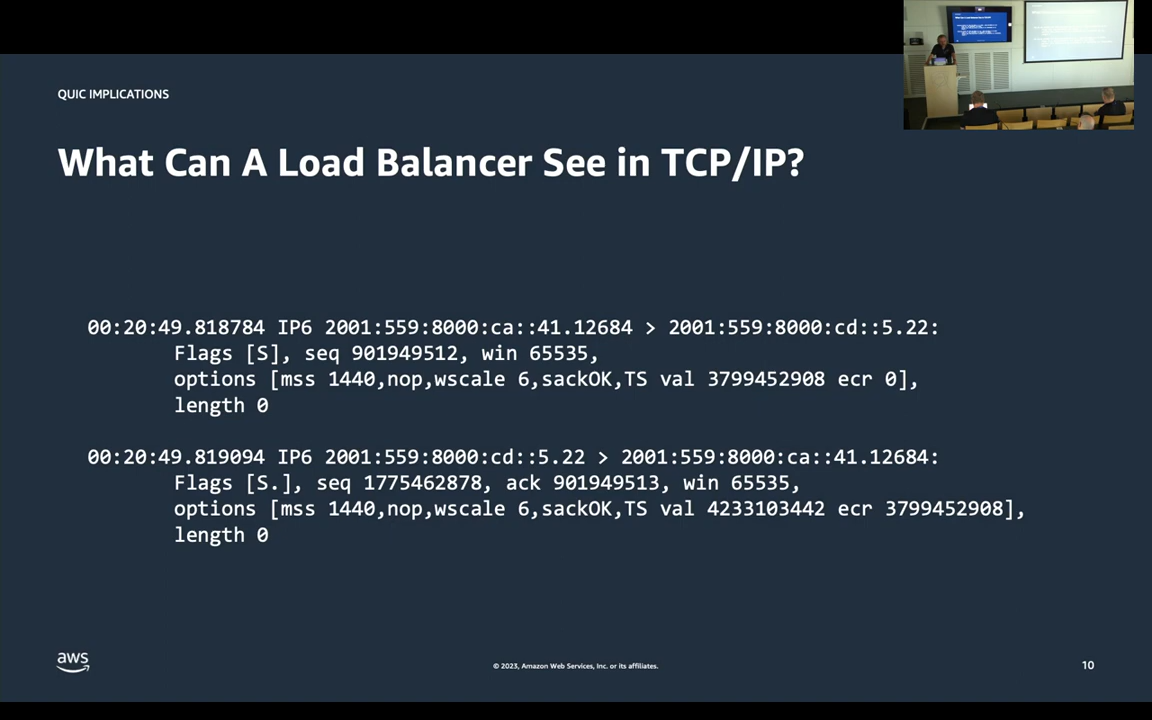 QUIC IMPLICATIONS
What Can A Load Balancer See in TCP/IP?
00:20:49.818784 IP6 2001:559:8000:ca::41.12684 > 2001:559:8000:cd::5.22:
Flags [S], seq 901949512, win 65535,
options [mss 1440,nop,wscale 6,sackOK,TS val 3799452908 ecr 0],
length 0
00:20:49.819094 IP6 2001:559:8000:cd::5.22 > 2001:559:8000:ca::41.12684:
Flags [S.], seq 1775462878, ack 901949513, win 65535,
options [mss 1440,nop,wscale 6,sackOK,TS val 4233103442 ecr 3799452908],
length 0
aws
© 2023, Amazon Web Services, Inc. or its affiliates.
10